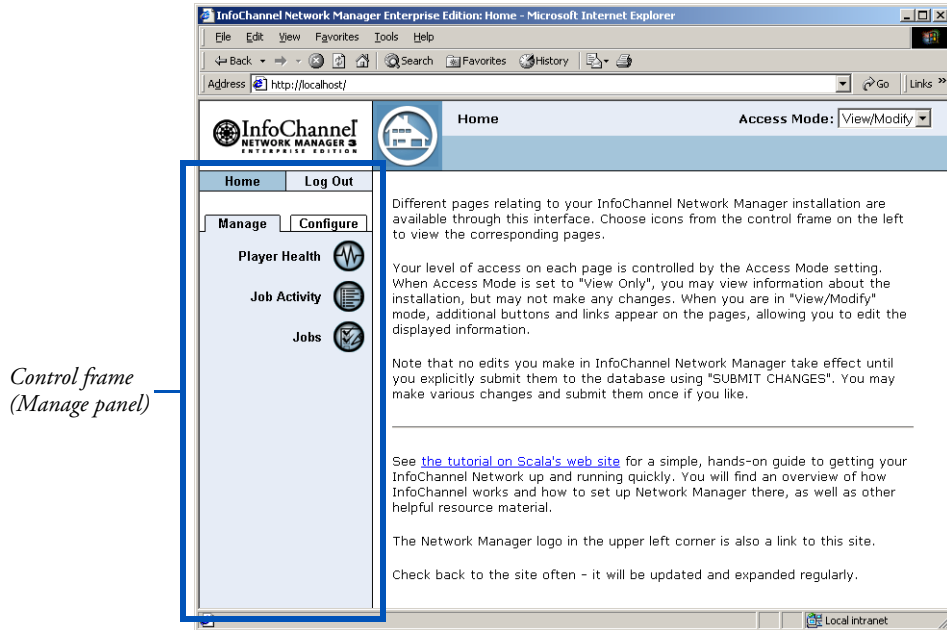 InfoChannel Network Manager Enterprise Edition: Home - Microsoft Internet Explorer
File Edit View Favorites Tools Help
Back Search Favorites History
Address http://localhost/ Go Links »
InfoChannel
NETWORK MANAGER 3
ENTERPRISE EDITION
Home Access Mode: View/Modify
Home Log Out
Manage Configure
Player Health
Job Activity
Jobs
Control frame
(Manage panel)
Different pages relating to your InfoChannel Network Manager installation are
available through this interface. Choose icons from the control frame on the left
to view the corresponding pages.
Your level of access on each page is controlled by the Access Mode setting.
When Access Mode is set to "View Only", you may view information about the
installation, but may not make any changes. When you are in "View/Modify"
mode, additional buttons and links appear on the pages, allowing you to edit the
displayed information.
Note that no edits you make in InfoChannel Network Manager take effect until
you explicitly submit them to the database using "SUBMIT CHANGES". You may
make various changes and submit them once if you like.
See the tutorial on Scala's web site for a simple, hands-on guide to getting your
InfoChannel Network up and running quickly. You will find an overview of how
InfoChannel works and how to set up Network Manager there, as well as other
helpful resource material.
The Network Manager logo in the upper left corner is also a link to this site.
Check back to the site often - it will be updated and expanded regularly.
Local intranet